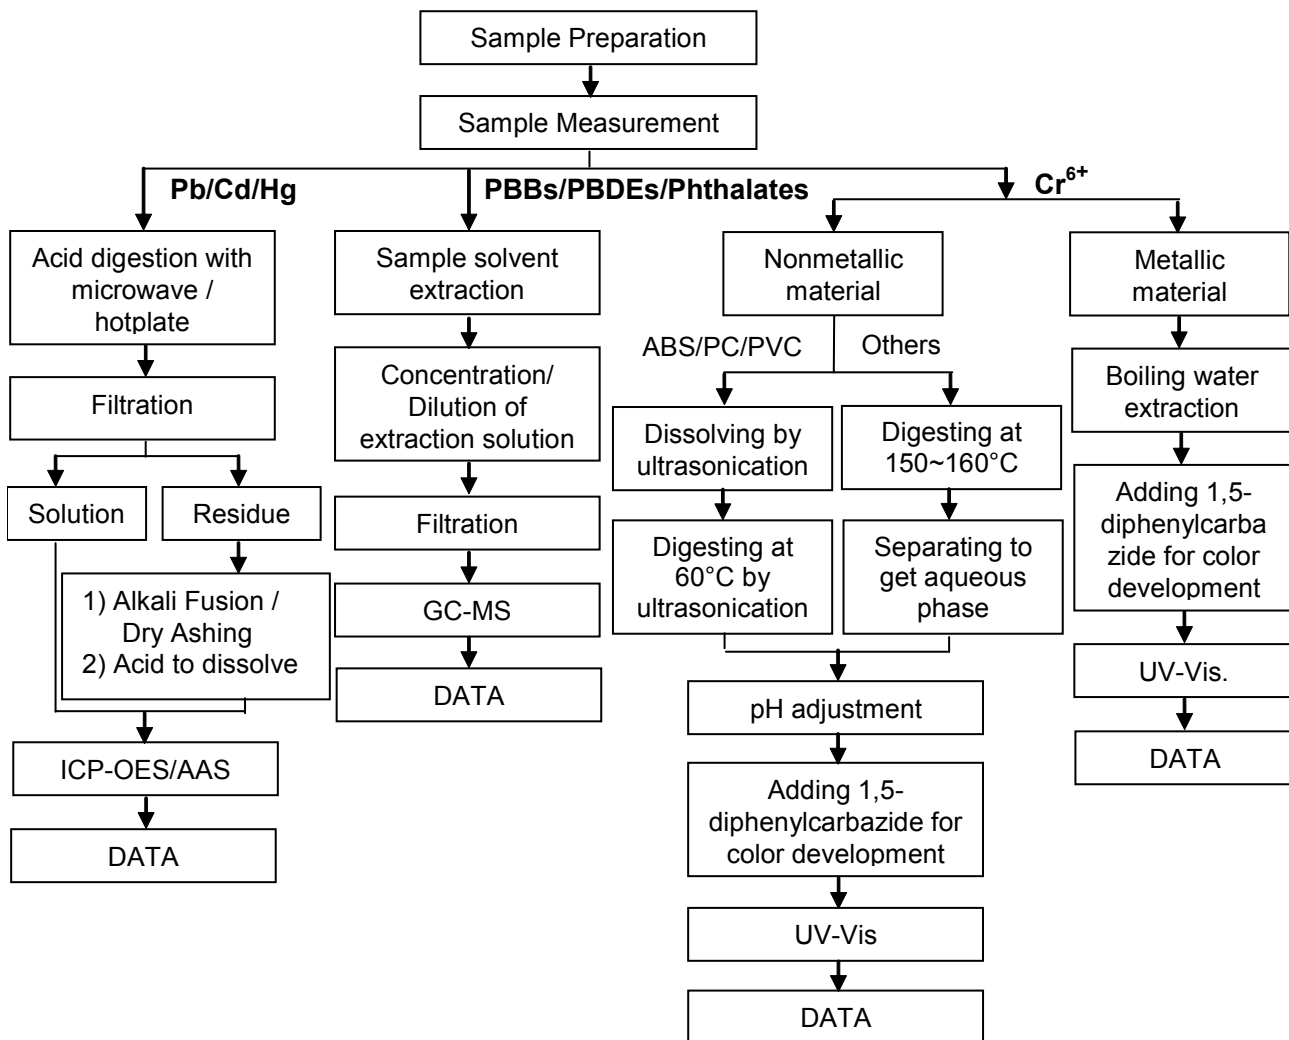 Sample Preparation
Sample Measurement
Pb/Cd/Hg
PBBs/PBDEs/Phthalates
Cr⁶⁺
Acid digestion with
microwave /
hotplate
Filtration
Solution
Residue
1) Alkali Fusion /
Dry Ashing
2) Acid to dissolve
ICP-OES/AAS
DATA
Sample solvent
extraction
Concentration/
Dilution of
extraction solution
Filtration
GC-MS
DATA
Nonmetallic
material
ABS/PC/PVC
Others
Dissolving by
ultrasonication
Digesting at
60°C by
ultrasonication
Digesting at
150~160°C
Separating to
get aqueous
phase
pH adjustment
Adding 1,5-
diphenylcarbazide for
color development
UV-Vis
DATA
Metallic
material
Boiling water
extraction
Adding 1,5-
diphenylcarba
zide for color
development
UV-Vis.
DATA